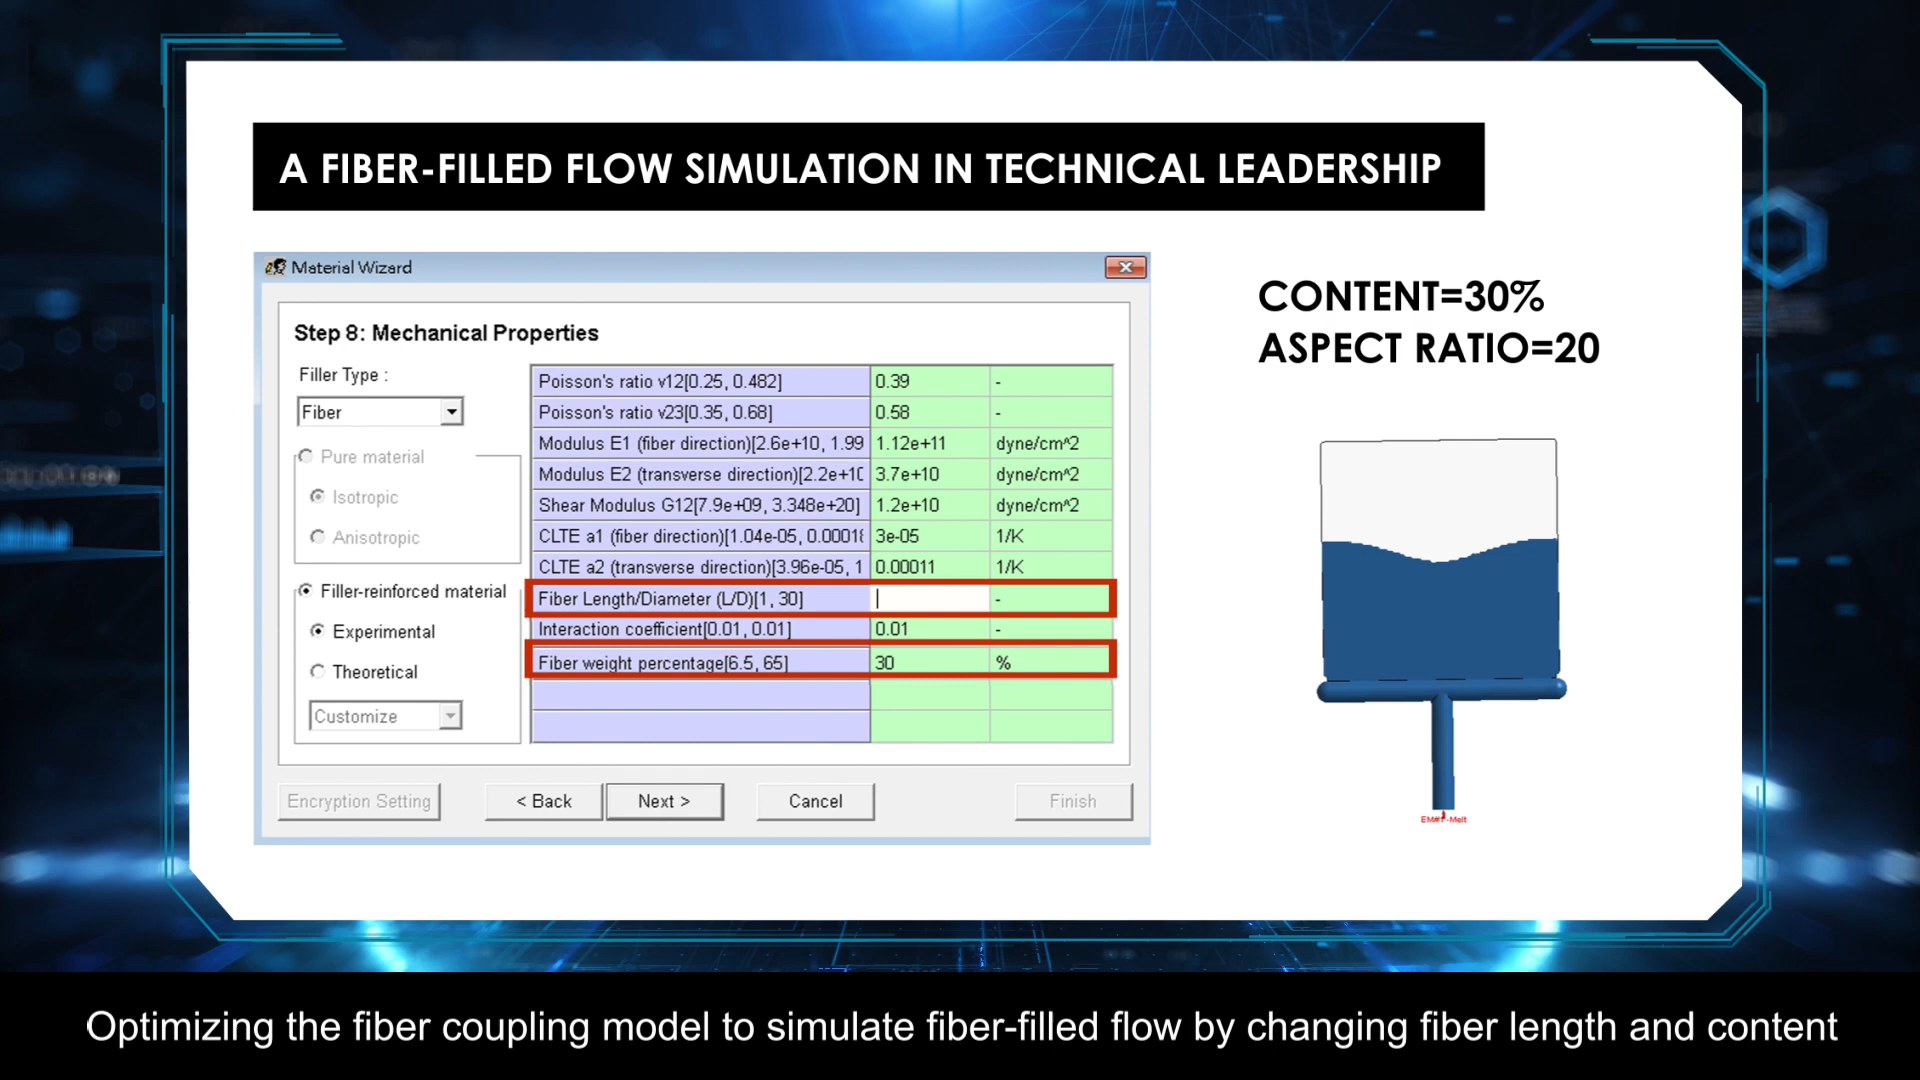 A FIBER-FILLED FLOW SIMULATION IN TECHNICAL LEADERSHIP
Material Wizard
Step 8: Mechanical Properties
Filler Type :
Fiber
Pure material
Isotropic
Anisotropic
Filler-reinforced material
Experimental
Theoretical
Customize
Poisson's ratio v12[0.25, 0.482] 0.39 -
Poisson's ratio v23[0.35, 0.68] 0.58 -
Modulus E1 (fiber direction)[2.6e+10, 1.99 1.12e+11 dyne/cm^2
Modulus E2 (transverse direction)[2.2e+10 3.7e+10 dyne/cm^2
Shear Modulus G12[7.9e+09, 3.348e+20] 1.2e+10 dyne/cm^2
CLTE a1 (fiber direction)[1.04e-05, 0.00018 3e-05 1/K
CLTE a2 (transverse direction)[3.96e-05, 1 0.00011 1/K
Fiber Length/Diameter (L/D)[1, 30] -
Interaction coefficient[0.01, 0.01] 0.01 -
Fiber weight percentage[6.5, 65] 30 %
Encryption Setting
< Back
Next >
Cancel
Finish
CONTENT=30%
ASPECT RATIO=20
Optimizing the fiber coupling model to simulate fiber-filled flow by changing fiber length and content